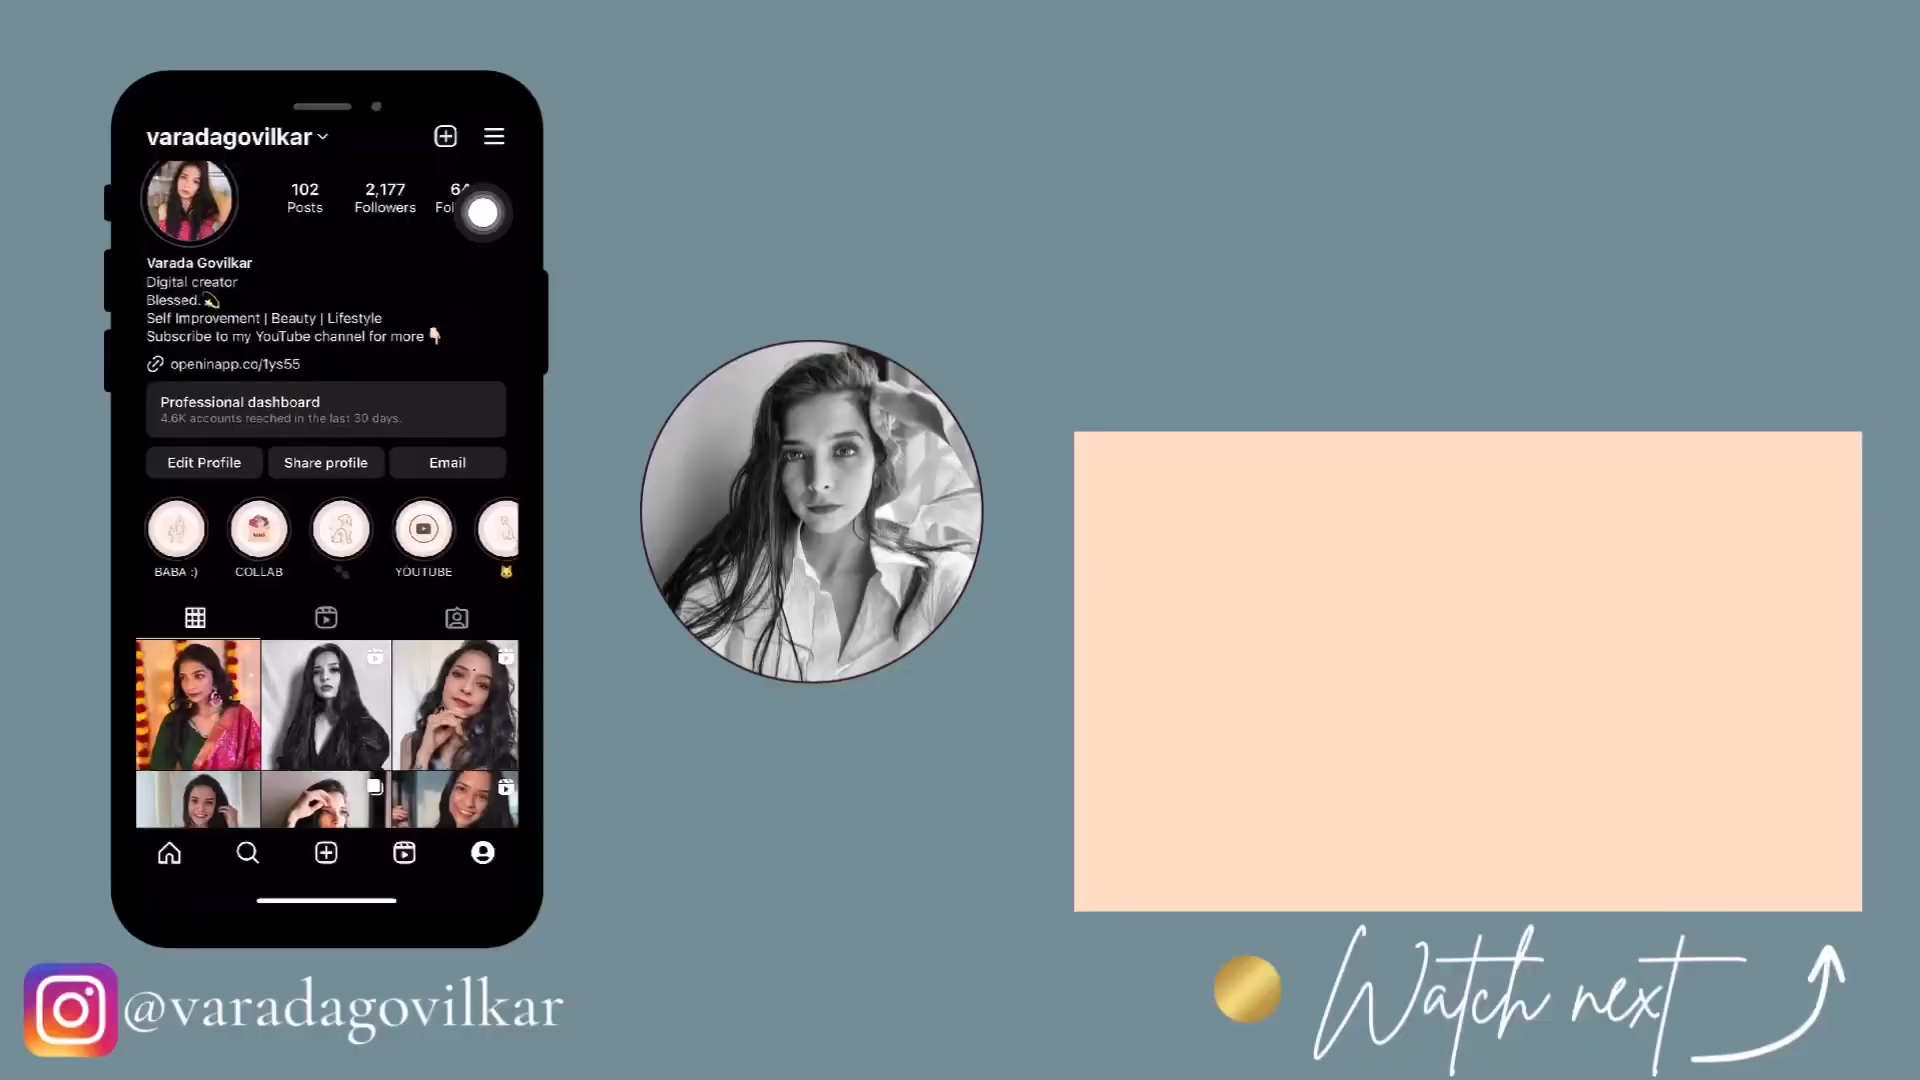 varadagovilkar
102 2,177
Posts Followers
Varada Govilkar
Digital creator
Blessed.💫
Self Improvement | Beauty | Lifestyle
Subscribe to my YouTube channel for more 👇🏻
openinapp.co/1ys55
Professional dashboard
4.6K accounts reached in the last 30 days.
Edit Profile Share profile Email
BABA :) COLLAB 🐾 YOUTUBE 🐱
@varadagovilkar
Watch next